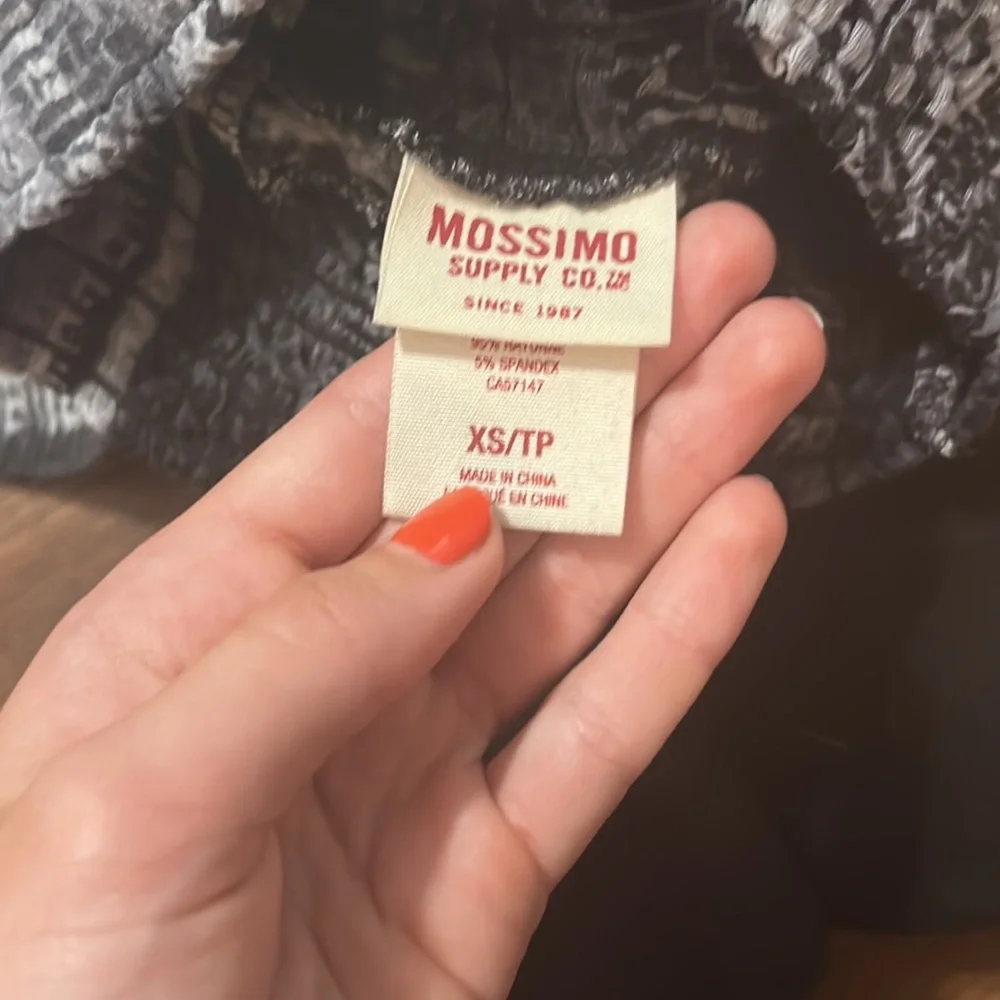 MOSSIMO
SUPPLY CO.
SINCE 1987
5% SPANDEX
CA57147
XS/TP
MADE IN CHINA
EN CHINE